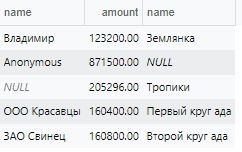 name amount name
Владимир 123200.00 Землянка
Anonymous 871500.00 NULL
NULL 205296.00 Тропики
ООО Красавцы 160400.00 Первый круг ада
ЗАО Свинец 160800.00 Второй круг ада